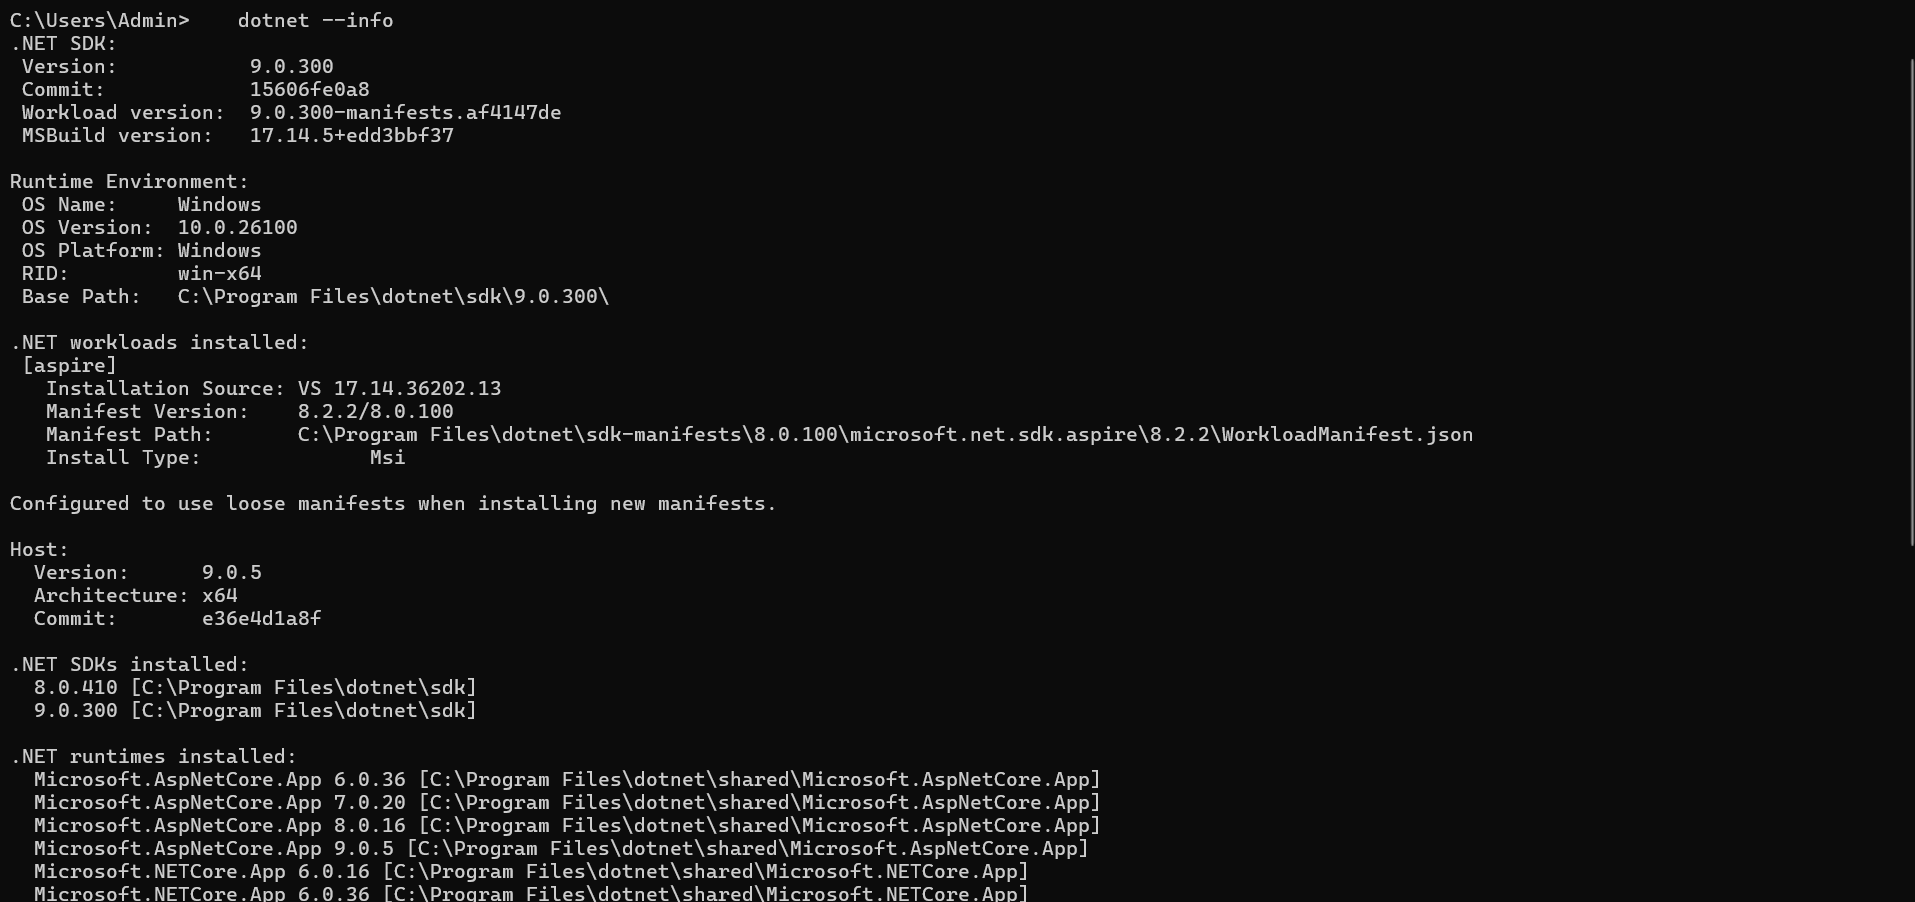 C:\Users\Admin>    dotnet --info
.NET SDK:
 Version:           9.0.300
 Commit:            15606fe0a8
 Workload version:  9.0.300-manifests.af4147de
 MSBuild version:   17.14.5+edd3bbf37

Runtime Environment:
 OS Name:     Windows
 OS Version:  10.0.26100
 OS Platform: Windows
 RID:         win-x64
 Base Path:   C:\Program Files\dotnet\sdk\9.0.300\

.NET workloads installed:
 [aspire]
   Installation Source: VS 17.14.36202.13
   Manifest Version:    8.2.2/8.0.100
   Manifest Path:       C:\Program Files\dotnet\sdk-manifests\8.0.100\microsoft.net.sdk.aspire\8.2.2\WorkloadManifest.json
   Install Type:              Msi

Configured to use loose manifests when installing new manifests.

Host:
  Version:      9.0.5
  Architecture: x64
  Commit:       e36e4d1a8f

.NET SDKs installed:
  8.0.410 [C:\Program Files\dotnet\sdk]
  9.0.300 [C:\Program Files\dotnet\sdk]

.NET runtimes installed:
  Microsoft.AspNetCore.App 6.0.36 [C:\Program Files\dotnet\shared\Microsoft.AspNetCore.App]
  Microsoft.AspNetCore.App 7.0.20 [C:\Program Files\dotnet\shared\Microsoft.AspNetCore.App]
  Microsoft.AspNetCore.App 8.0.16 [C:\Program Files\dotnet\shared\Microsoft.AspNetCore.App]
  Microsoft.AspNetCore.App 9.0.5 [C:\Program Files\dotnet\shared\Microsoft.AspNetCore.App]
  Microsoft.NETCore.App 6.0.16 [C:\Program Files\dotnet\shared\Microsoft.NETCore.App]
  Microsoft.NETCore.App 6.0.36 [C:\Program Files\dotnet\shared\Microsoft.NETCore.App]